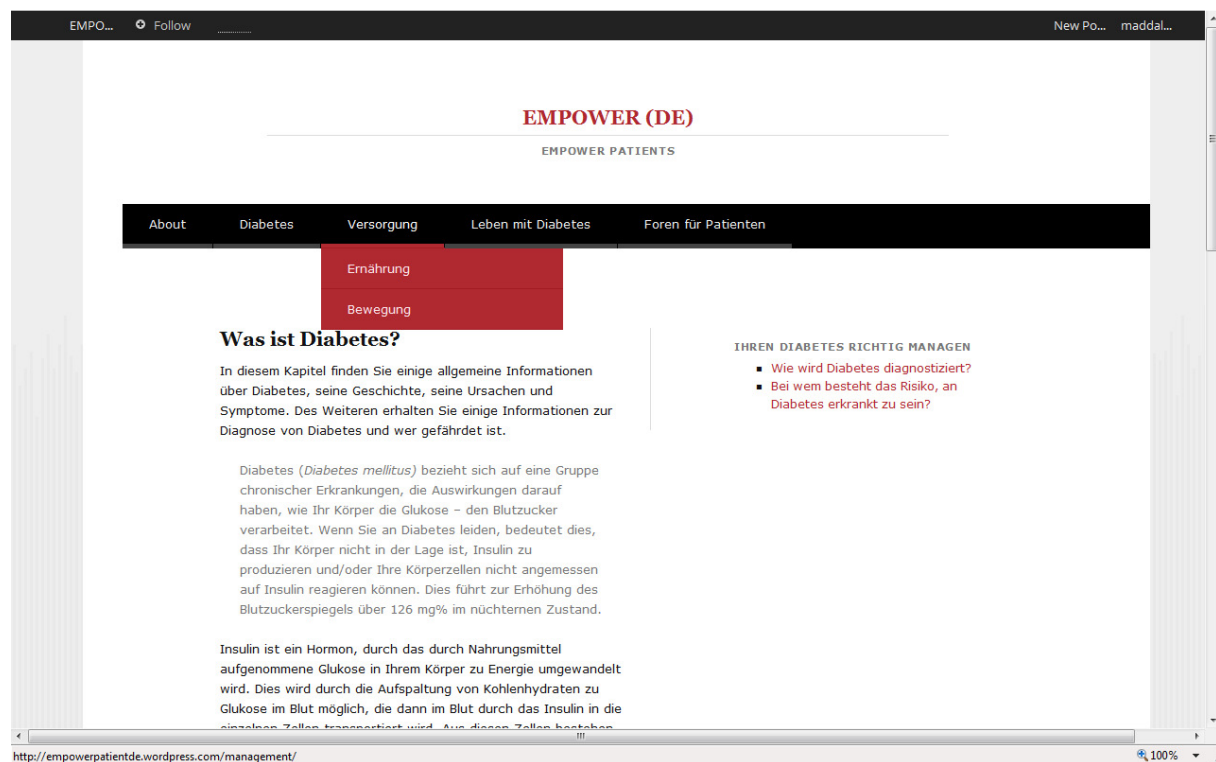 EMPO... Follow New Po... maddal...
EMPOWER (DE)
EMPOWER PATIENTS
About Diabetes Versorgung Leben mit Diabetes Foren für Patienten
Ernährung
Bewegung
Was ist Diabetes?
In diesem Kapitel finden Sie einige allgemeine Informationen
über Diabetes, seine Geschichte, seine Ursachen und
Symptome. Des Weiteren erhalten Sie einige Informationen zur
Diagnose von Diabetes und wer gefährdet ist.
Diabetes (Diabetes mellitus) bezieht sich auf eine Gruppe
chronischer Erkrankungen, die Auswirkungen darauf
haben, wie Ihr Körper die Glukose – den Blutzucker
verarbeitet. Wenn Sie an Diabetes leiden, bedeutet dies,
dass Ihr Körper nicht in der Lage ist, Insulin zu
produzieren und/oder Ihre Körperzellen nicht angemessen
auf Insulin reagieren können. Dies führt zur Erhöhung des
Blutzuckerspiegels über 126 mg% im nüchternen Zustand.
Insulin ist ein Hormon, durch das durch Nahrungsmittel
aufgenommene Glukose in Ihrem Körper zu Energie umgewandelt
wird. Dies wird durch die Aufspaltung von Kohlenhydraten zu
Glukose im Blut möglich, die dann im Blut durch das Insulin in die
einzelnen Zellen transportiert wird. Aus diesen Zellen bestehen
IHREN DIABETES RICHTIG MANAGEN
Wie wird Diabetes diagnostiziert?
Bei wem besteht das Risiko, an
Diabetes erkrankt zu sein?
http://empowerpatientde.wordpress.com/management/ 100%